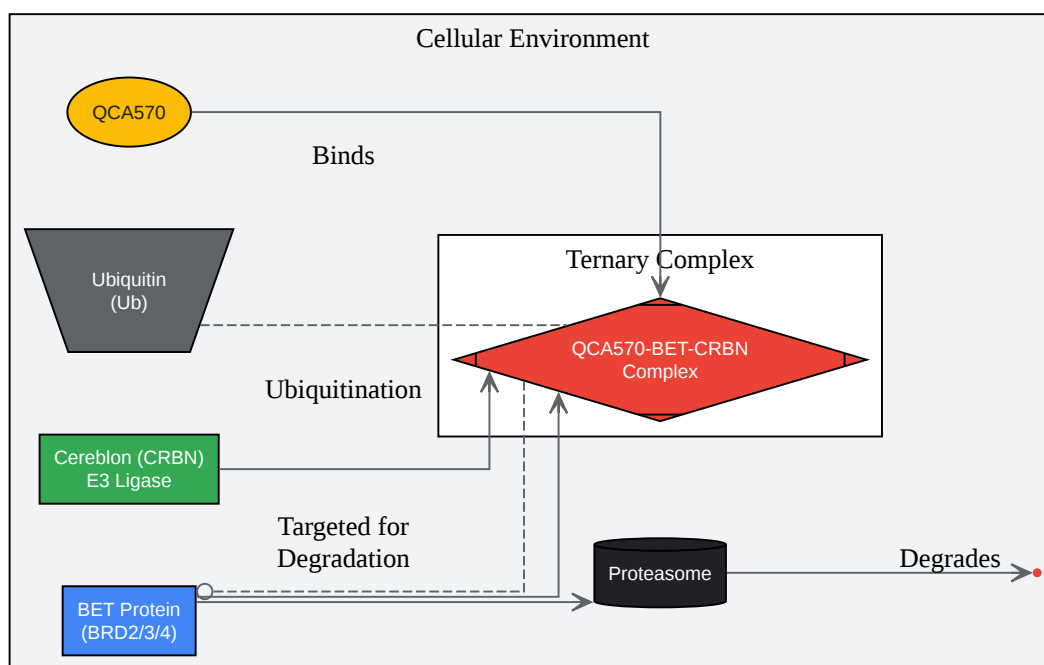 Cellular Environment
QCA570
Binds
Ubiquitin
(Ub)
Ternary Complex
QCA570-BET-CRBN
Complex
Ubiquitination
Cereblon (CRBN)
E3 Ligase
Targeted for
Degradation
Proteasome
Degrades
BET Protein
(BRD2/3/4)